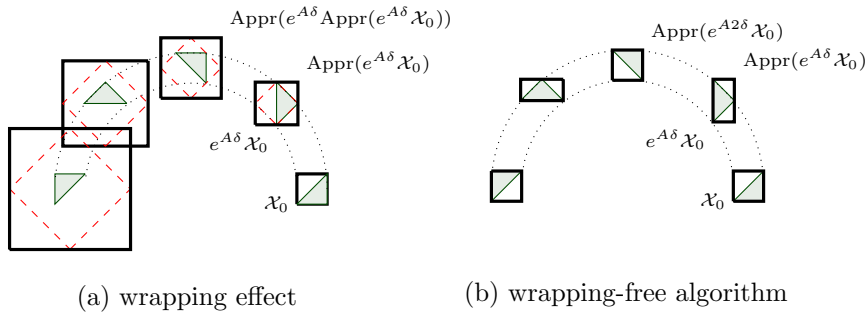 Appr(e^{Aδ}Appr(e^{Aδ}𝒳₀))
Appr(e^{Aδ}𝒳₀)
e^{Aδ}𝒳₀
𝒳₀
(a) wrapping effect
Appr(e^{A2δ}𝒳₀)
Appr(e^{Aδ}𝒳₀)
e^{Aδ}𝒳₀
𝒳₀
(b) wrapping-free algorithm